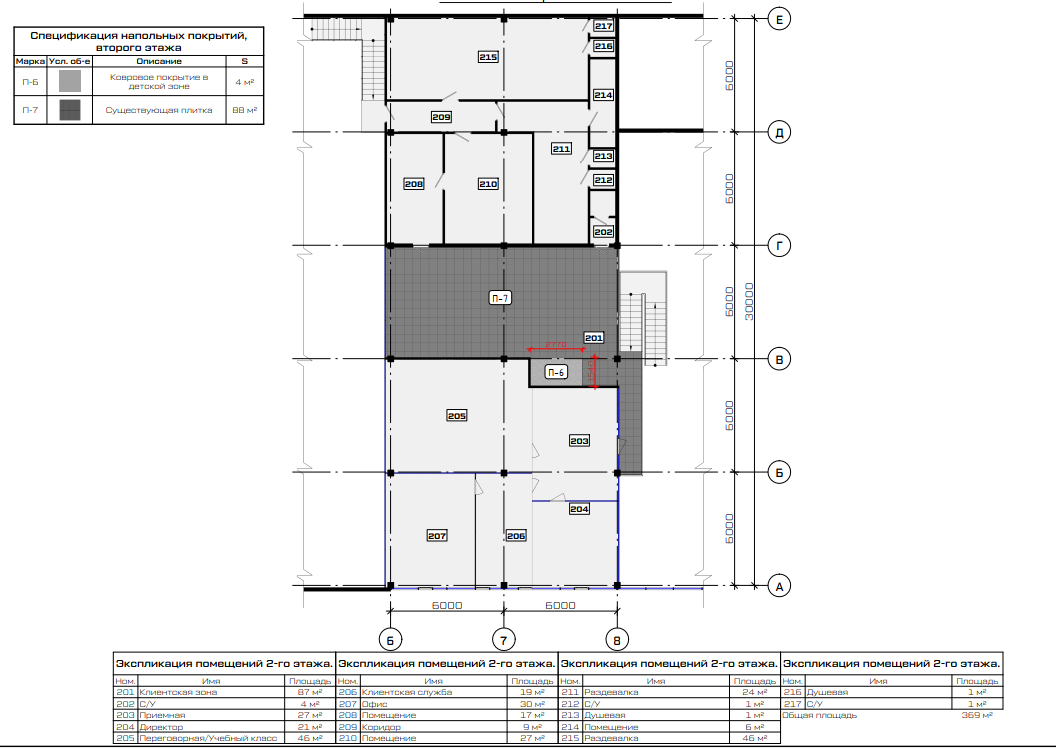 Спецификация напольных покрытий,
второго этажа
Марка Усл. об-е Описание S
П-6 Ковровое покрытие в детской зоне 4 м²
П-7 Существующая плитка 88 м²
217
216
215
214
209
211
213
208
210
212
202
П-7
201
2770
П-6
205
203
204
207
206
Е
Д
Г
В
Б
А
6000
6000
6000
30000
6000
6000
6000 6000
6 7 8
Экспликация помещений 2-го этажа. Экспликация помещений 2-го этажа. Экспликация помещений 2-го этажа. Экспликация помещений 2-го этажа.
Ном. Имя Площадь Ном. Имя Площадь Ном. Имя Площадь Ном. Имя Площадь
201 Клиентская зона 87 м² 206 Клиентская служба 19 м² 211 Раздевалка 24 м² 216 Душевая 1 м²
202 С/У 4 м² 207 Офис 30 м² 212 С/У 1 м² 217 С/У 1 м²
203 Приемная 27 м² 208 Помещение 17 м² 213 Душевая 1 м² Общая площадь 369 м²
204 Директор 21 м² 209 Коридор 9 м² 214 Помещение 6 м²
205 Переговорная/Учебный класс 46 м² 210 Помещение 27 м² 215 Раздевалка 46 м²